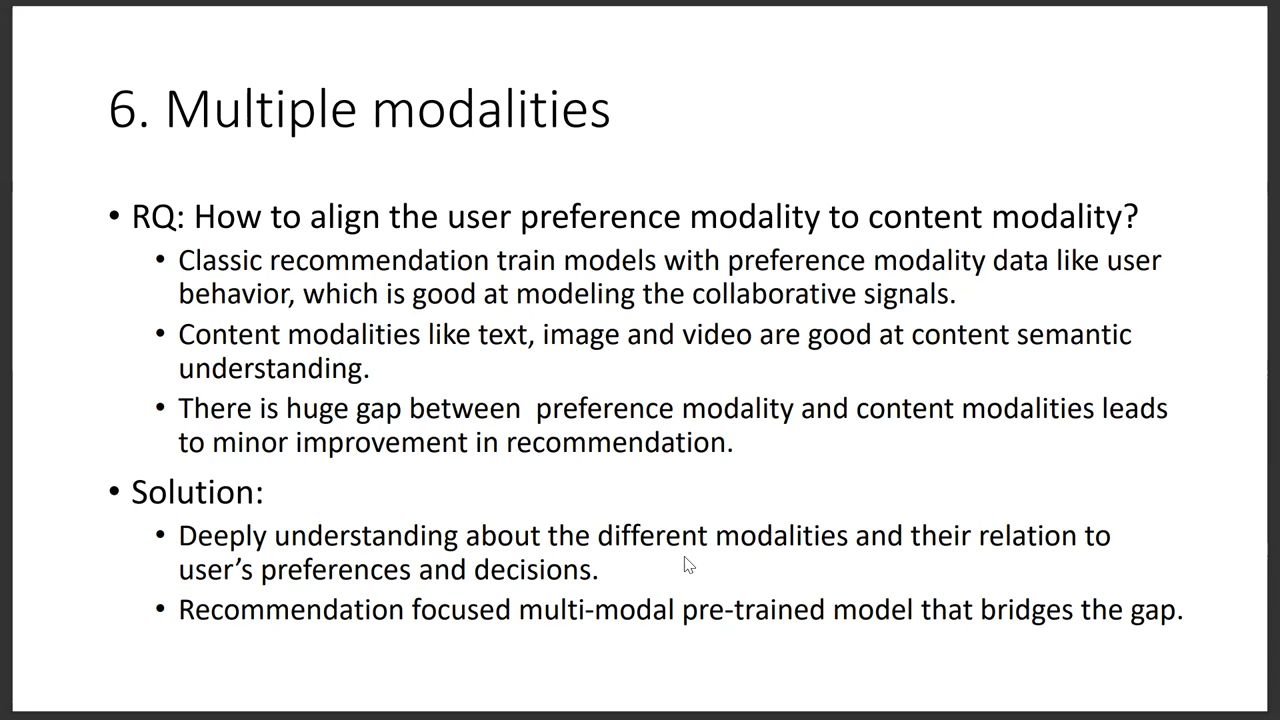 6. Multiple modalities
• RQ: How to align the user preference modality to content modality?
• Classic recommendation train models with preference modality data like user
behavior, which is good at modeling the collaborative signals.
• Content modalities like text, image and video are good at content semantic
understanding.
• There is huge gap between  preference modality and content modalities leads
to minor improvement in recommendation.
• Solution:
• Deeply understanding about the different modalities and their relation to
user’s preferences and decisions.
• Recommendation focused multi-modal pre-trained model that bridges the gap.